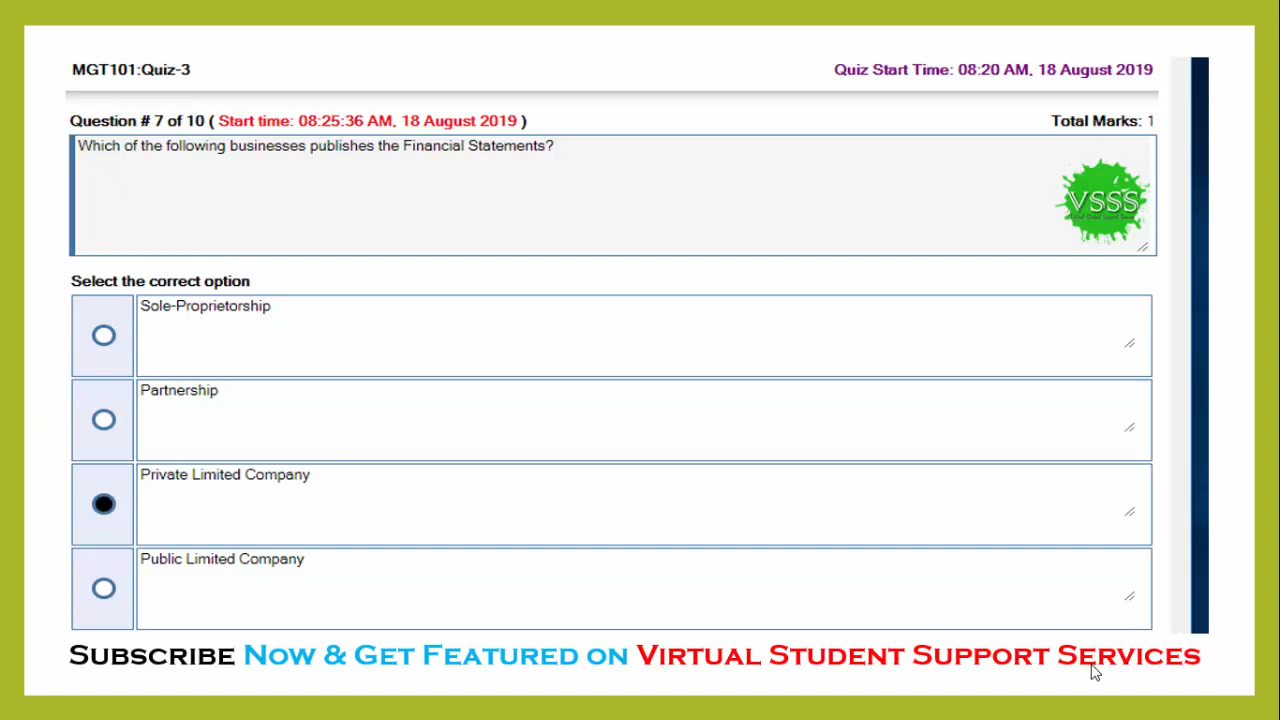 MGT101:Quiz-3
Quiz Start Time: 08:20 AM, 18 August 2019
Question # 7 of 10 ( Start time: 08:25:36 AM, 18 August 2019 )
Total Marks: 1
Which of the following businesses publishes the Financial Statements?
VSSS
Select the correct option
Sole-Proprietorship
Partnership
Private Limited Company
Public Limited Company
SUBSCRIBE NOW & GET FEATURED ON VIRTUAL STUDENT SUPPORT SERVICES